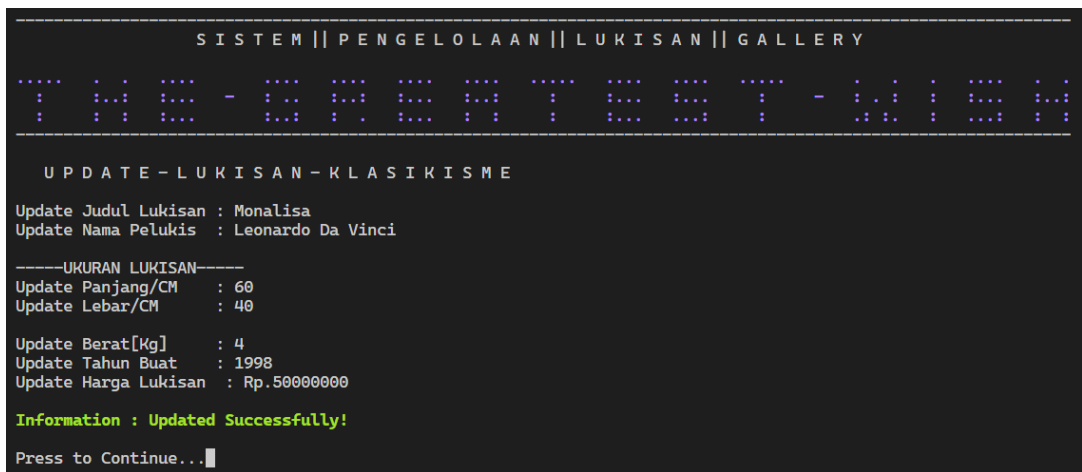 S I S T E M || P E N G E L O L A A N || L U K I S A N || G A L L E R Y
T H E - G R E A T E S T - W I S H
U P D A T E - L U K I S A N - K L A S I K I S M E
Update Judul Lukisan : Monalisa
Update Nama Pelukis : Leonardo Da Vinci
-----UKURAN LUKISAN-----
Update Panjang/CM : 60
Update Lebar/CM : 40
Update Berat[Kg] : 4
Update Tahun Buat : 1998
Update Harga Lukisan : Rp.50000000
Information : Updated Successfully!
Press to Continue...